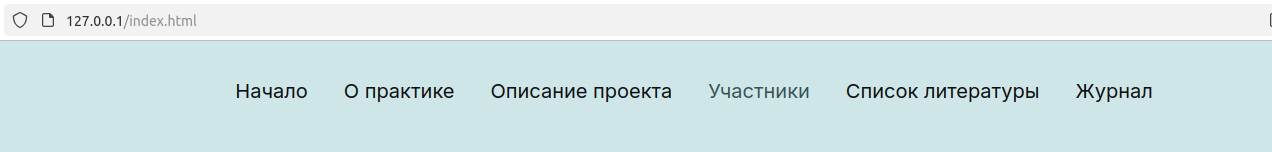 127.0.0.1/index.html
Начало О практике Описание проекта Участники Список литературы Журнал